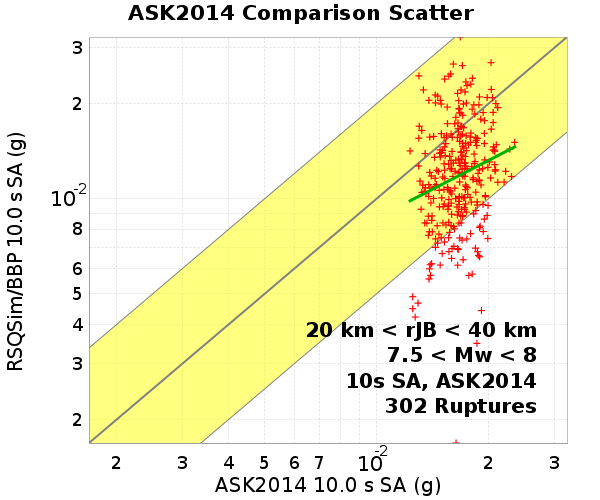 ASK2014 Comparison Scatter
RSQSim/BBP 10.0 s SA (g)
3
2
10-2
8
6
5
4
3
2
20 km < rJB < 40 km
7.5 < Mw < 8
10s SA, ASK2014
302 Ruptures
2 3 4 5 6 7 10-2 2 3
ASK2014 10.0 s SA (g)